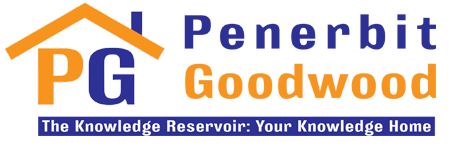 PG
Penerbit
Goodwood
The Knowledge Reservoir: Your Knowledge Home